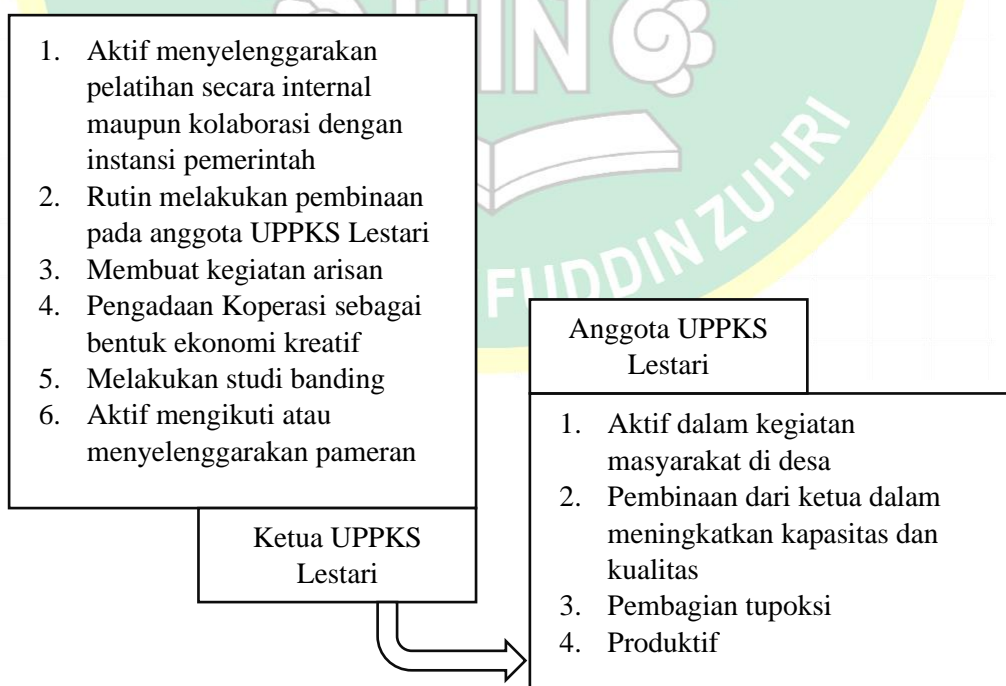 UIN
FUDDIN ZUHRI
1. Aktif menyelenggarakan
pelatihan secara internal
maupun kolaborasi dengan
instansi pemerintah
2. Rutin melakukan pembinaan
pada anggota UPPKS Lestari
3. Membuat kegiatan arisan
4. Pengadaan Koperasi sebagai
bentuk ekonomi kreatif
5. Melakukan studi banding
6. Aktif mengikuti atau
menyelenggarakan pameran
Ketua UPPKS
Lestari
Anggota UPPKS
Lestari
1. Aktif dalam kegiatan
masyarakat di desa
2. Pembinaan dari ketua dalam
meningkatkan kapasitas dan
kualitas
3. Pembagian tupoksi
4. Produktif